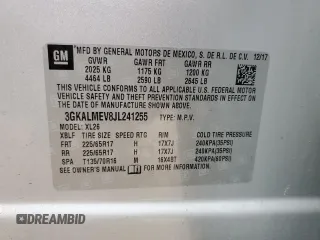 GM
MFD BY GENERAL MOTORS DE MEXICO, S. DE R.L. DE C.V. 12/17
GVWR GAWR FRT GAWR RR
2025 KG 1175 KG 1200 KG
4464 LB 2590 LB 2645 LB
THIS VEHICLE CONFORMS TO ALL APPLICABLE U.S. FEDERAL MOTOR
VEHICLE SAFETY AND THEFT PREVENTION STANDARDS IN EFFECT
ON THE DATE OF MANUFACTURE SHOWN ABOVE.
3GKALMEV8JL241255 TYPE: M.P.V.
MODEL: XL26
XBLF TIRE SIZE SPEED RTG RIM COLD TIRE PRESSURE
FRT 225/65R17 H 17X7J 240KPA(35PSI)
RR 225/65R17 H 17X7J 240KPA(35PSI)
SPA T135/70R16 M 16X4BT 420KPA(60PSI)
SEE OWNER'S MANUAL FOR MORE INFORMATION.
AUTOBIDMASTER